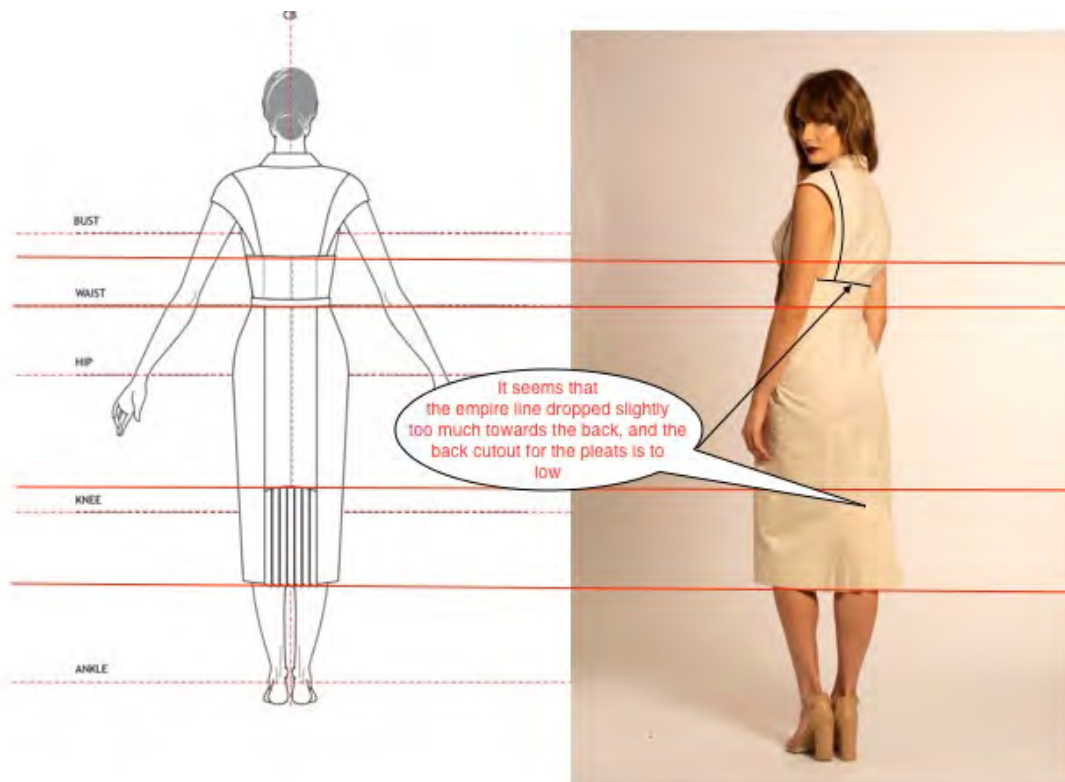 CB
BUST
WAIST
HIP
It seems that
the empire line dropped slightly
too much towards the back, and the
back cutout for the pleats is to
low
KNEE
ANKLE